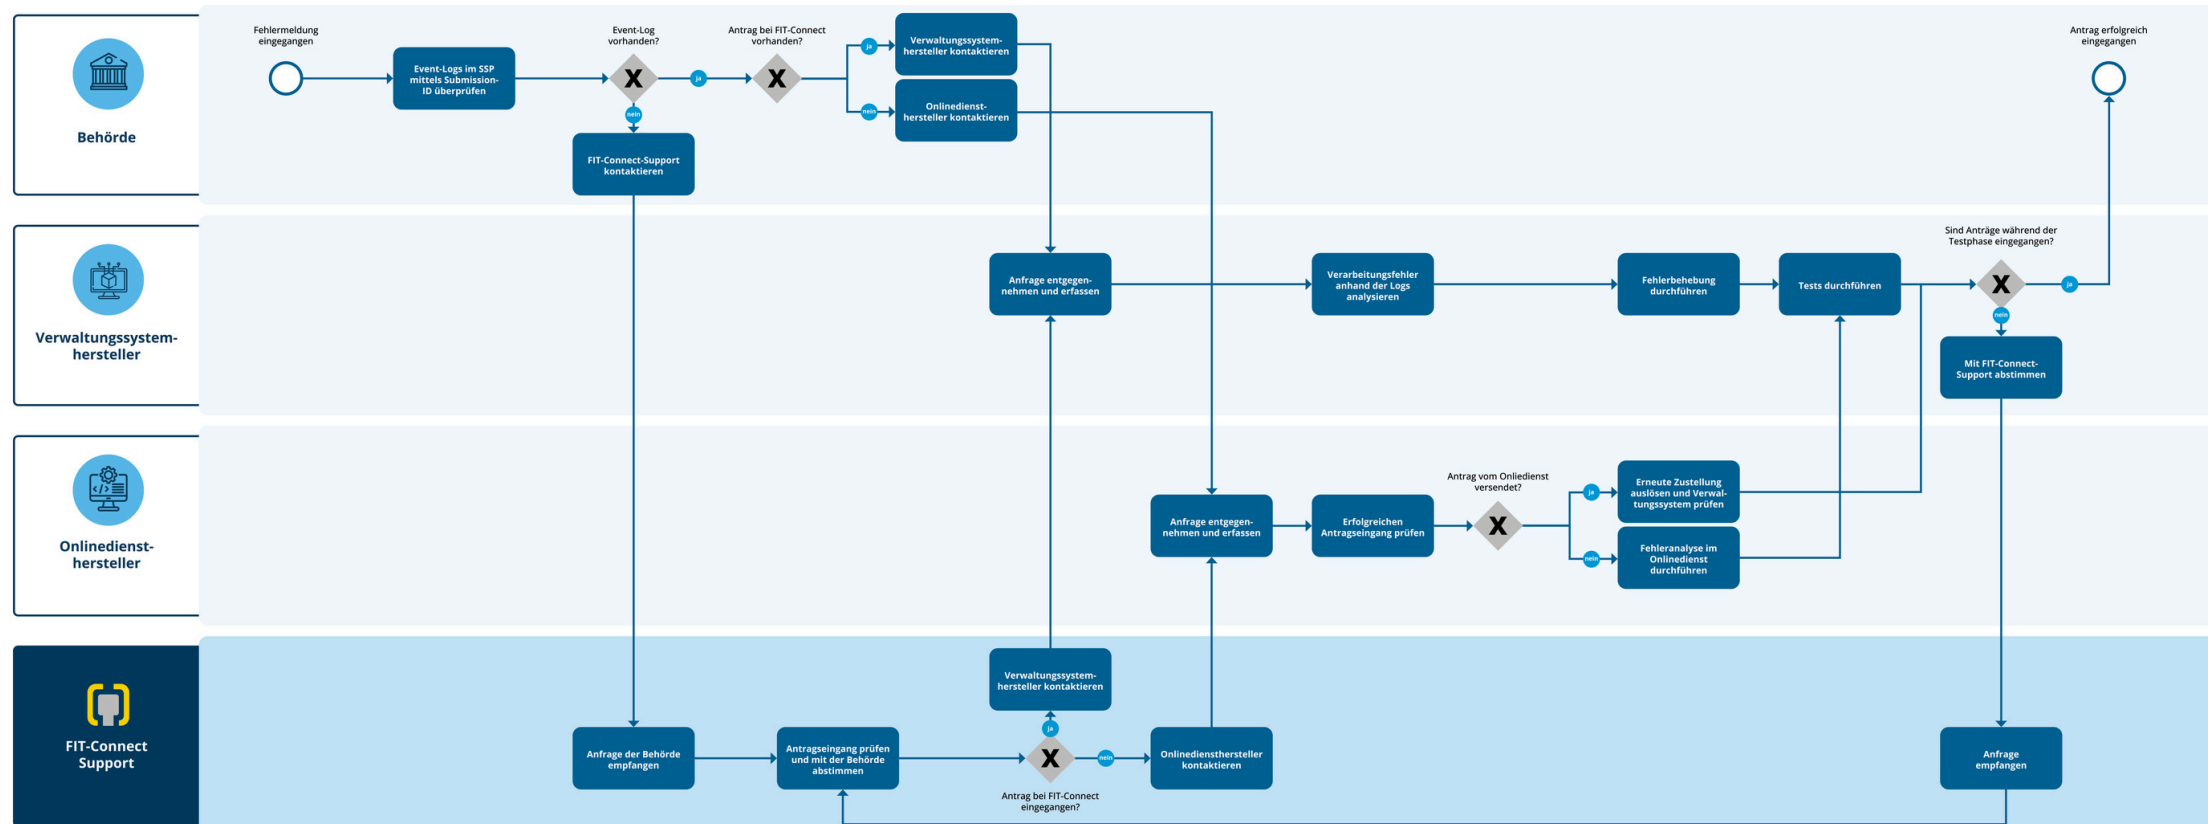 Fehlermeldung
eingegangen
Event-Log
vorhanden?
Antrag bei FIT-Connect
vorhanden?
Antrag erfolgreich
eingegangen
Behörde
Event-Logs im SSP
mittels Submission-
ID überprüfen
X
ja
X
ja
Verwaltungssystem-
hersteller kontaktieren
nein
Onlinedienst-
hersteller kontaktieren
nein
FIT-Connect-Support
kontaktieren
Verwaltungssystem-
hersteller
Anfrage entgegen-
nehmen und erfassen
Verarbeitungsfehler
anhand der Logs
analysieren
Fehlerbehebung
durchführen
Tests durchführen
Sind Anträge während der
Testphase eingegangen?
X
ja
nein
Mit FIT-Connect-
Support abstimmen
Onlinedienst-
hersteller
Anfrage entgegen-
nehmen und erfassen
Erfolgreichen
Antragseingang prüfen
Antrag vom Onliedienst
versendet?
X
ja
Erneute Zustellung
auslösen und Verwal-
tungssystem prüfen
nein
Fehleranalyse im
Onlinedienst
durchführen
FIT-Connect
Support
Anfrage der Behörde
empfangen
Antragseingang prüfen
und mit der Behörde
abstimmen
Verwaltungssystem-
hersteller kontaktieren
ja
X
nein
Antrag bei FIT-Connect
eingegangen?
Onlinedienthersteller
kontaktieren
Anfrage
empfangen